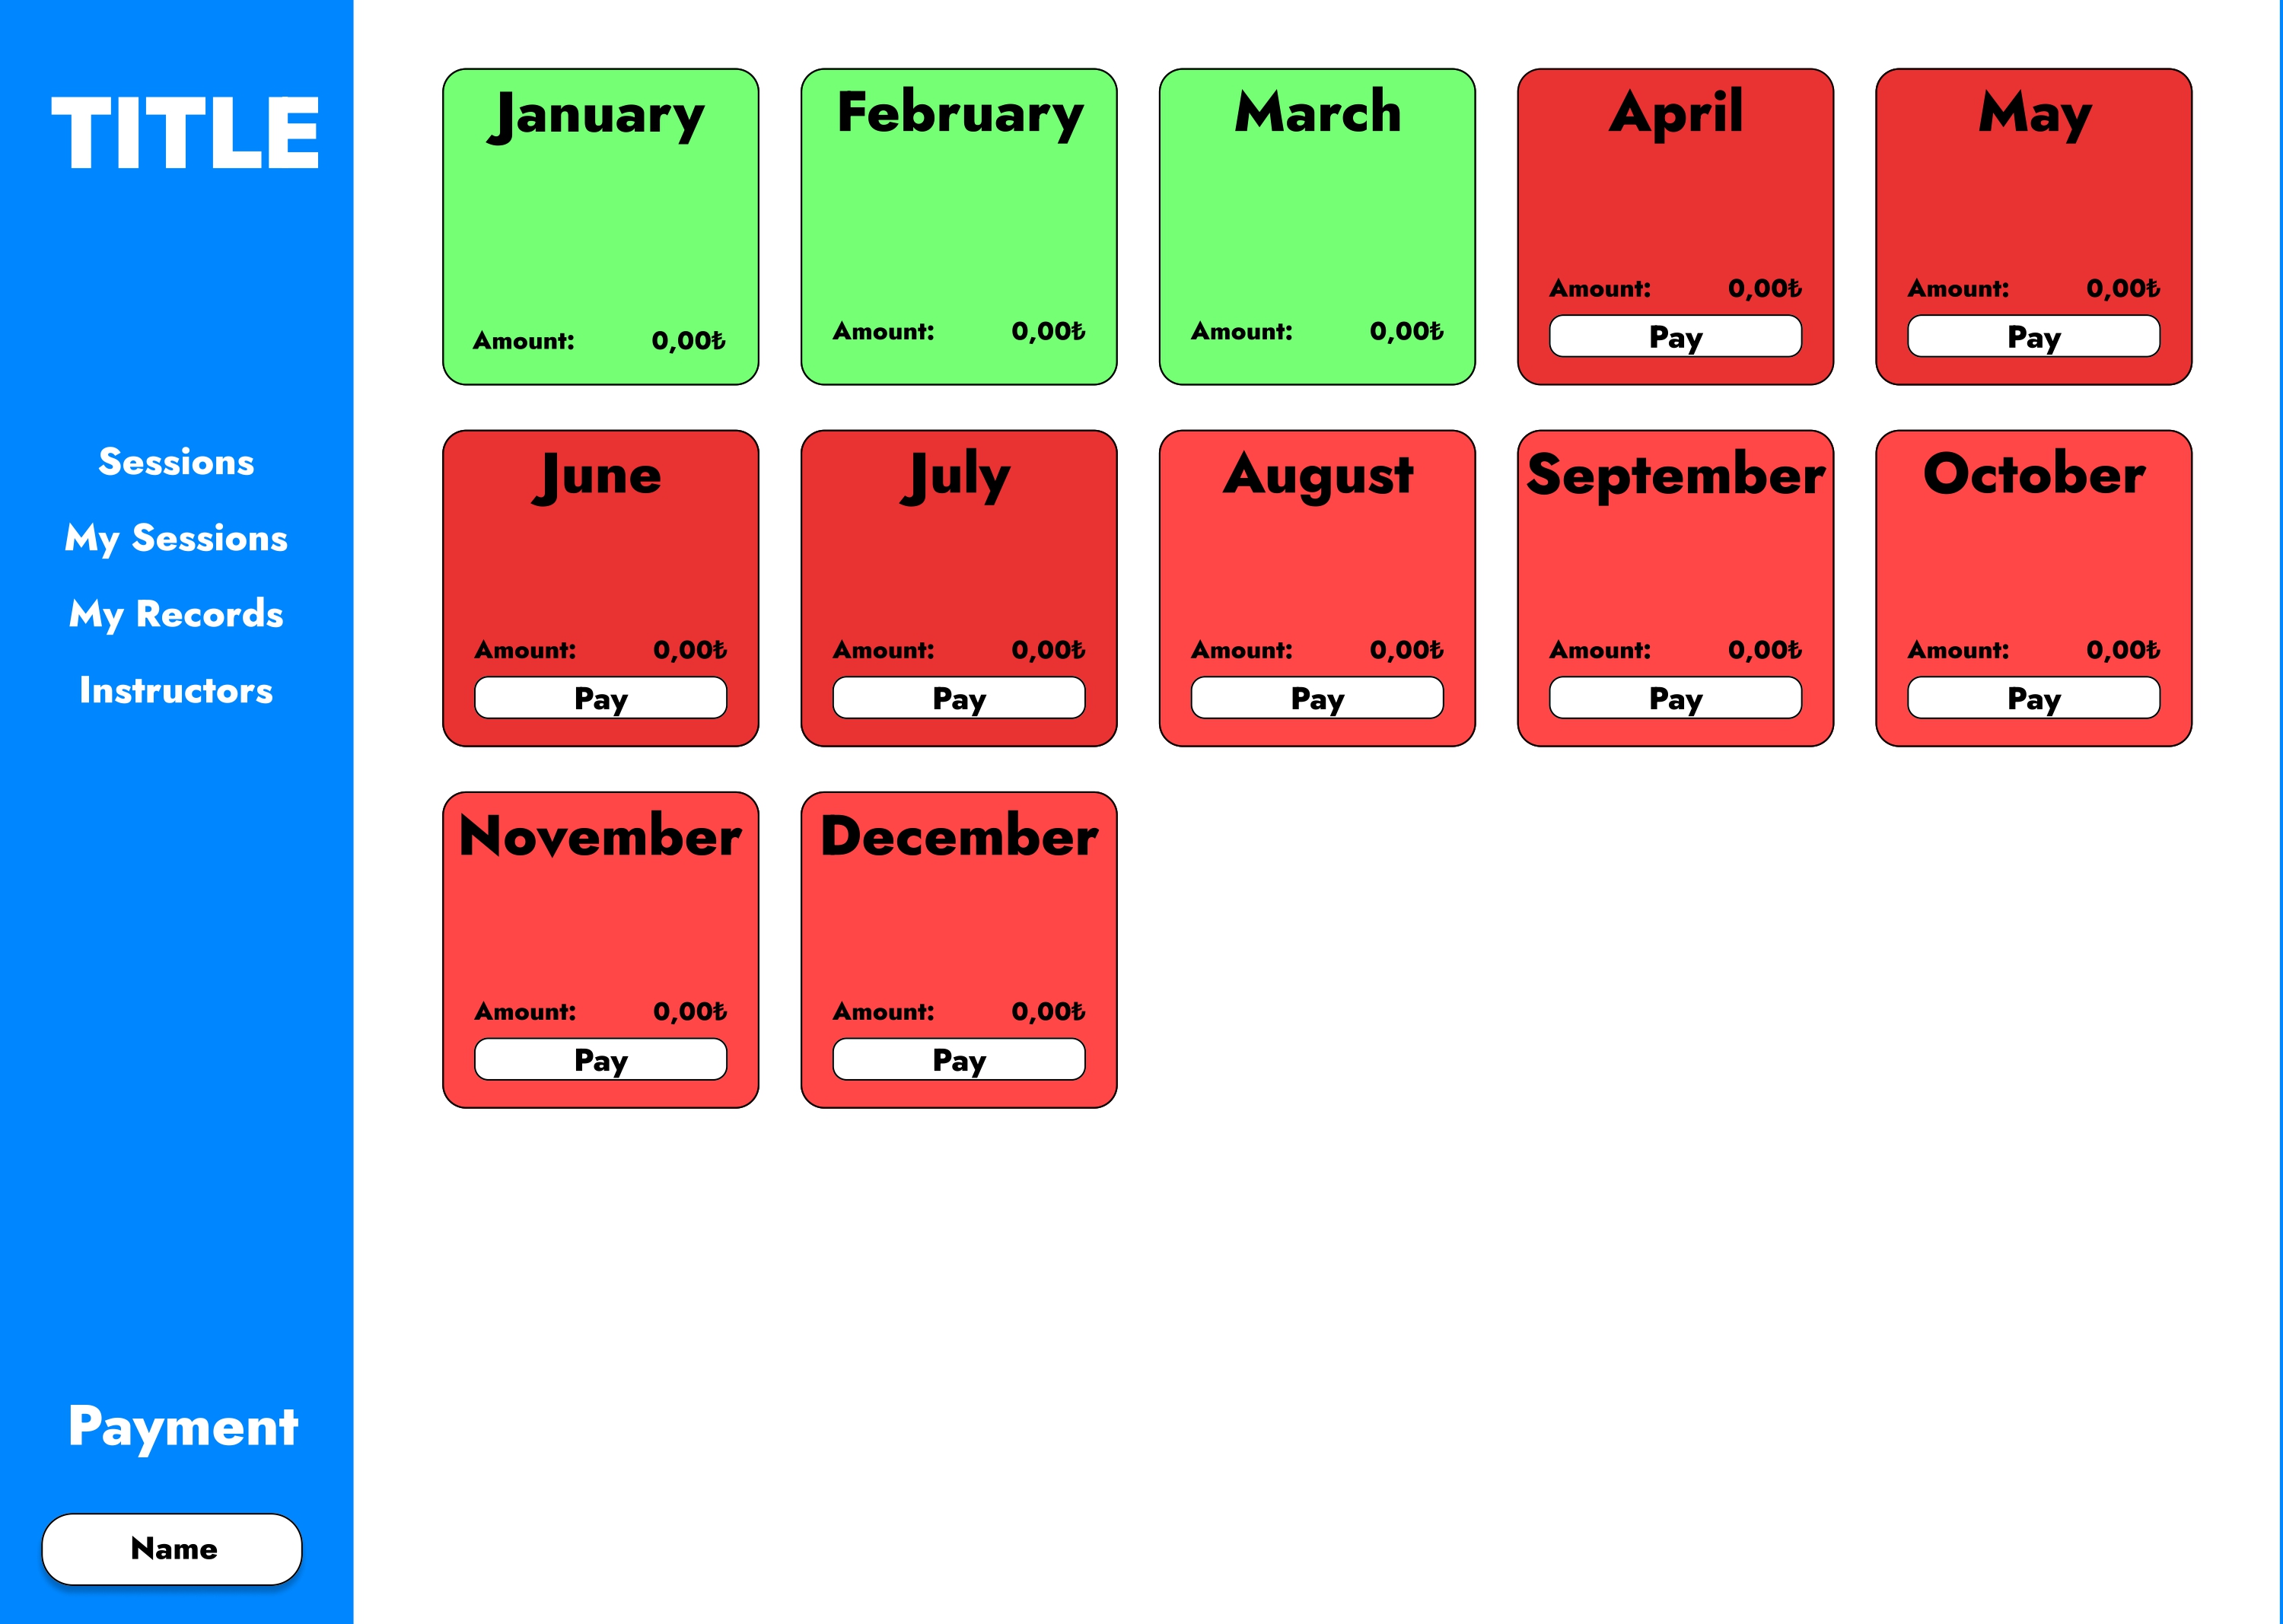 TITLE
Sessions
My Sessions
My Records
Instructors
Payment
Name
January
Amount: 0,00₺
February
Amount: 0,00₺
March
Amount: 0,00₺
April
Amount: 0,00₺
Pay
May
Amount: 0,00₺
Pay
June
Amount: 0,00₺
Pay
July
Amount: 0,00₺
Pay
August
Amount: 0,00₺
Pay
September
Amount: 0,00₺
Pay
October
Amount: 0,00₺
Pay
November
Amount: 0,00₺
Pay
December
Amount: 0,00₺
Pay